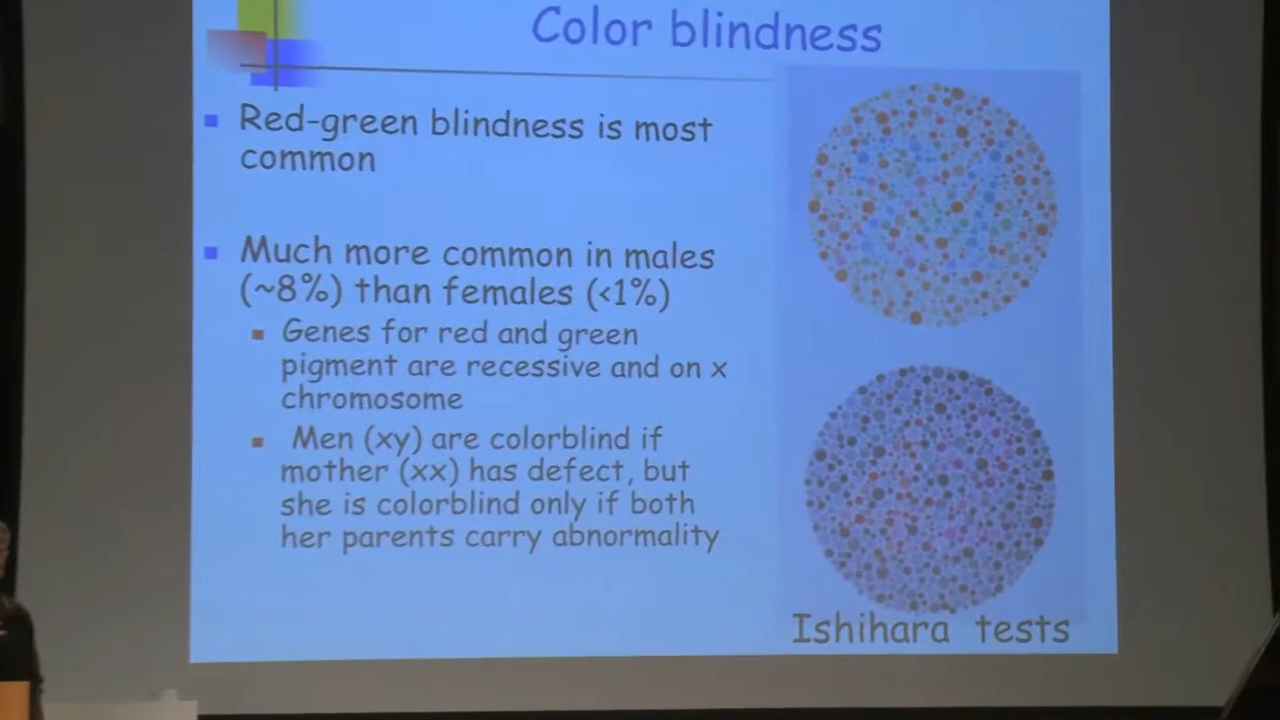 Color blindness
Red-green blindness is most
common
Much more common in males
(~8%) than females (<1%)
Genes for red and green
pigment are recessive and on x
chromosome
Men (xy) are colorblind if
mother (xx) has defect, but
she is colorblind only if both
her parents carry abnormality
Ishihara tests